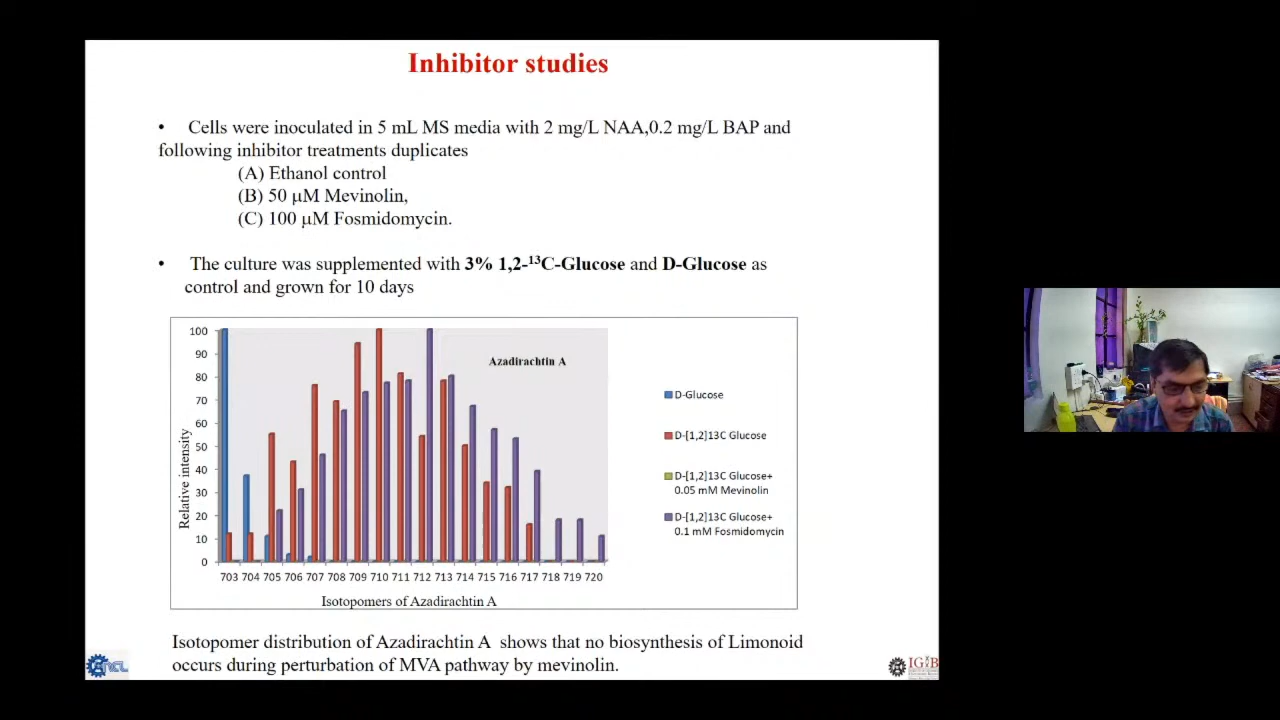 Inhibitor studies
• Cells were inoculated in 5 mL MS media with 2 mg/L NAA,0.2 mg/L BAP and
following inhibitor treatments duplicates
(A) Ethanol control
(B) 50 μM Mevinolin,
(C) 100 μM Fosmidomycin.
• The culture was supplemented with 3% 1,2-¹³C-Glucose and D-Glucose as
control and grown for 10 days
100
90
80
70
60
50
40
30
20
10
0
Relative intensity
Azadirachtin A
703 704 705 706 707 708 709 710 711 712 713 714 715 716 717 718 719 720
Isotopomers of Azadirachtin A
D-Glucose
D-[1,2]13C Glucose
D-[1,2]13C Glucose+
0.05 mM Mevinolin
D-[1,2]13C Glucose+
0.1 mM Fosmidomycin
Isotopomer distribution of Azadirachtin A shows that no biosynthesis of Limonoid
occurs during perturbation of MVA pathway by mevinolin.
NCL
IGIB